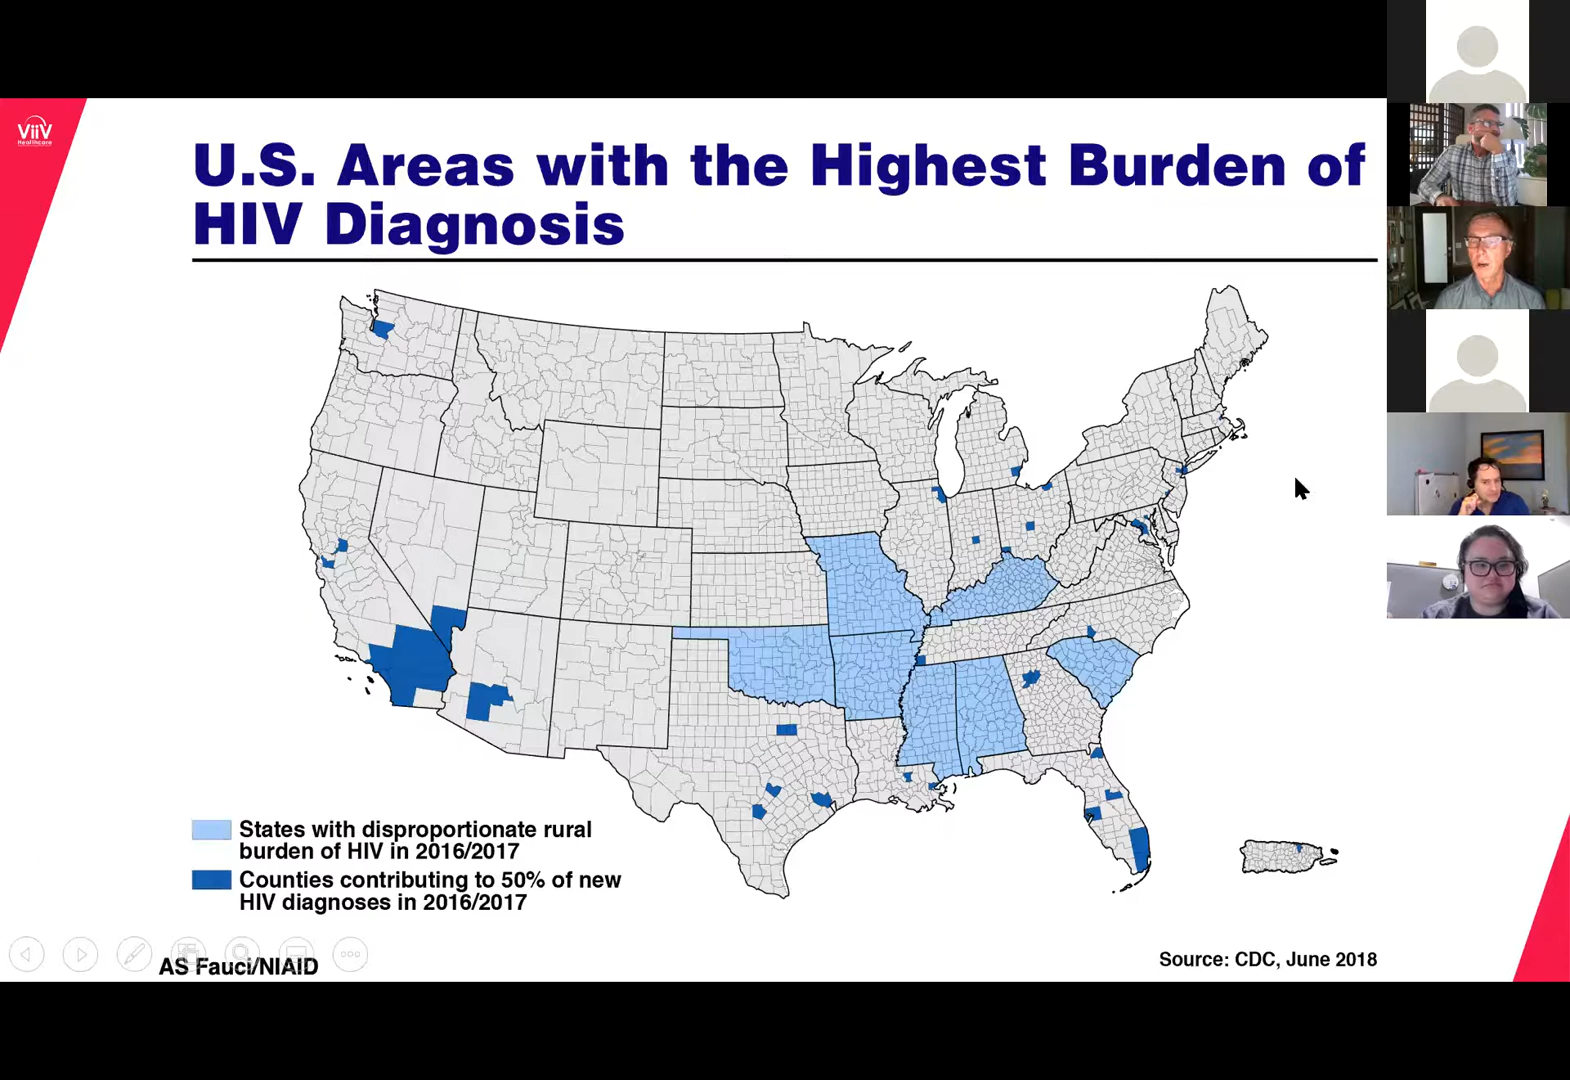 ViiV
Healthcare
U.S. Areas with the Highest Burden of
HIV Diagnosis
States with disproportionate rural
burden of HIV in 2016/2017
Counties contributing to 50% of new
HIV diagnoses in 2016/2017
AS Fauci/NIAID
Source: CDC, June 2018